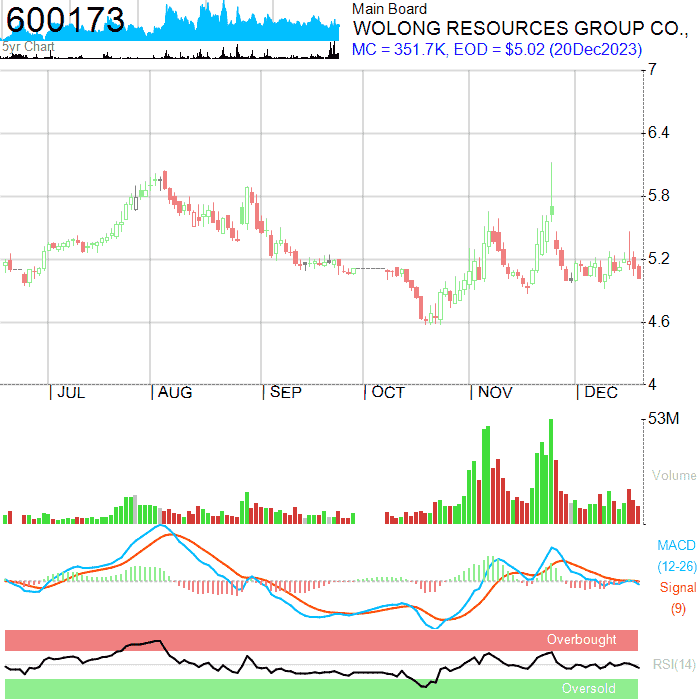 600173
5yr Chart
Main Board
WOLONG RESOURCES GROUP CO.,
MC = 351.7K, EOD = $5.02 (20Dec2023)
7
6.4
5.8
5.2
4.6
4
JUL AUG SEP OCT NOV DEC
53M
Volume
MACD
(12-26)
Signal
(9)
Overbought
RSI(14)
Oversold